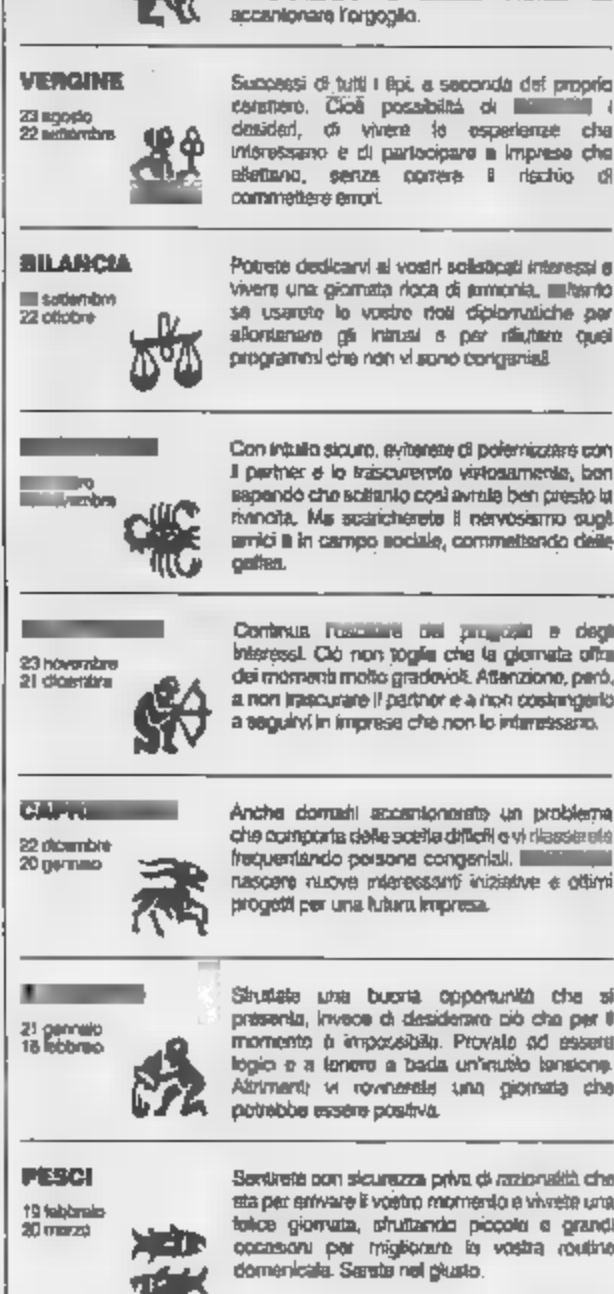 accantonare l'orgoglio.
VERGINE
23 agosto
22 settembre
Successi di tutti i tipi, a seconda del proprio
carattere. Cioè possibilità di i
desideri, di vivere le esperienze che
interessano e di partecipare a imprese che
allettano, senza correre il rischio di
commettere errori.
BILANCIA
settembre
22 ottobre
Potrete dedicarvi ai vostri sofisticati interessi e
vivere una giornata ricca di armonia, soltanto
se userete le vostre doti diplomatiche per
allontanare gli intrusi e per rifiutare quei
programmi che non vi sono congeniali.
Con intuito sicuro, eviterete di polemizzare con
il partner e lo trascurerete vistosamente, ben
sapendo che soltanto così avrete ben presto la
rivincita. Ma scaricherete il nervosismo sugli
amici e in campo sociale, commettendo delle
gaffes.
23 novembre
21 dicembre
Continua dei e degli
interessi. Ciò non toglie che la giornata offra
dei momenti molto gradevoli. Attenzione, però,
a non trascurare il partner e a non costringerlo
a seguirvi in imprese che non lo interessano.
22 dicembre
20 gennaio
Anche domani accantonerete un problema
che comporta delle scelte difficili e vi rilasserete
frequentando persone congeniali.
nascere nuove interessanti iniziative e ottimi
progetti per una futura impresa.
21 gennaio
18 febbraio
Sfruttate una buona opportunità che si
presenta, invece di desiderare ciò che per il
momento è impossibile. Provate ad essere
logici e a tenere a bada un'inutile tensione.
Altrimenti vi rovinerete una giornata che
potrebbe essere positiva.
PESCI
19 febbraio
20 marzo
Sentirete con sicurezza priva di razionalità che
sta per arrivare il vostro momento e vivrete una
felice giornata, sfruttando piccole e grandi
occasioni per migliorare la vostra routine
domenicale. Sarete nel giusto.